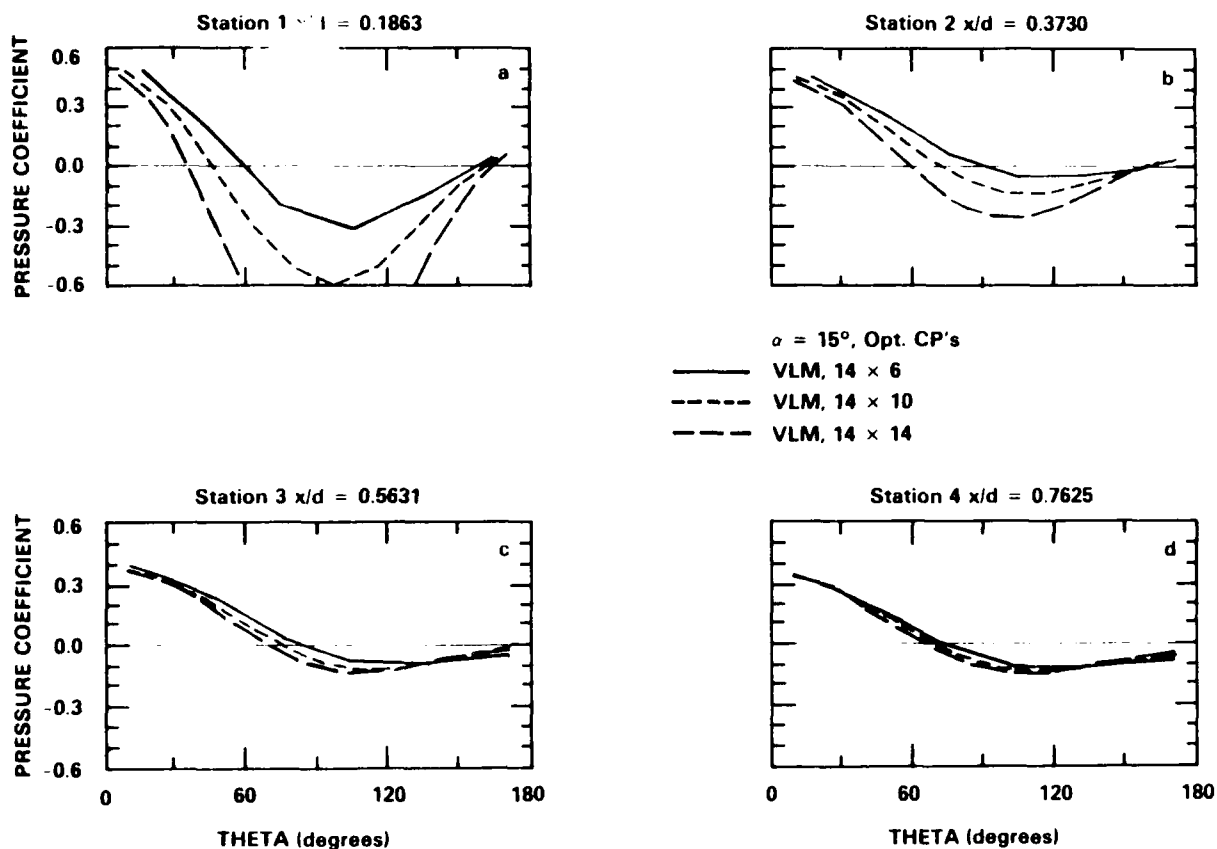 Station 1 = 0.1863
Station 2 x/d = 0.3730
PRESSURE COEFFICIENT
0.6
0.3
0.0
-0.3
-0.6
a
b
α = 15°, Opt. CP's
VLM, 14 × 6
VLM, 14 × 10
VLM, 14 × 14
Station 3 x/d = 0.5631
Station 4 x/d = 0.7625
PRESSURE COEFFICIENT
0.6
0.3
0.0
-0.3
-0.6
c
d
0 60 120 180
0 60 120 180
THETA (degrees)
THETA (degrees)